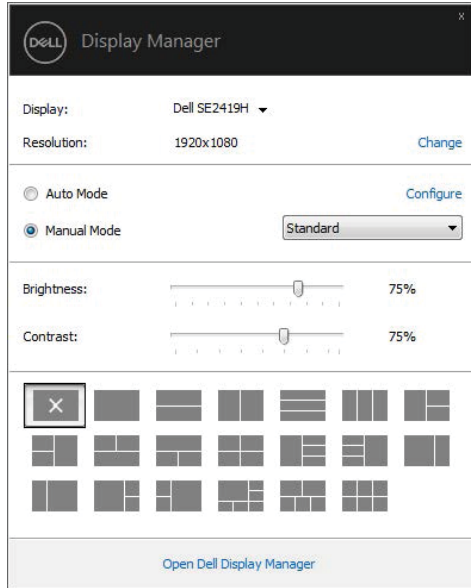 x
DELL Display Manager
Display: Dell SE2419H
Resolution: 1920x1080 Change
Auto Mode Configure
Manual Mode Standard
Brightness: 75%
Contrast: 75%
Open Dell Display Manager